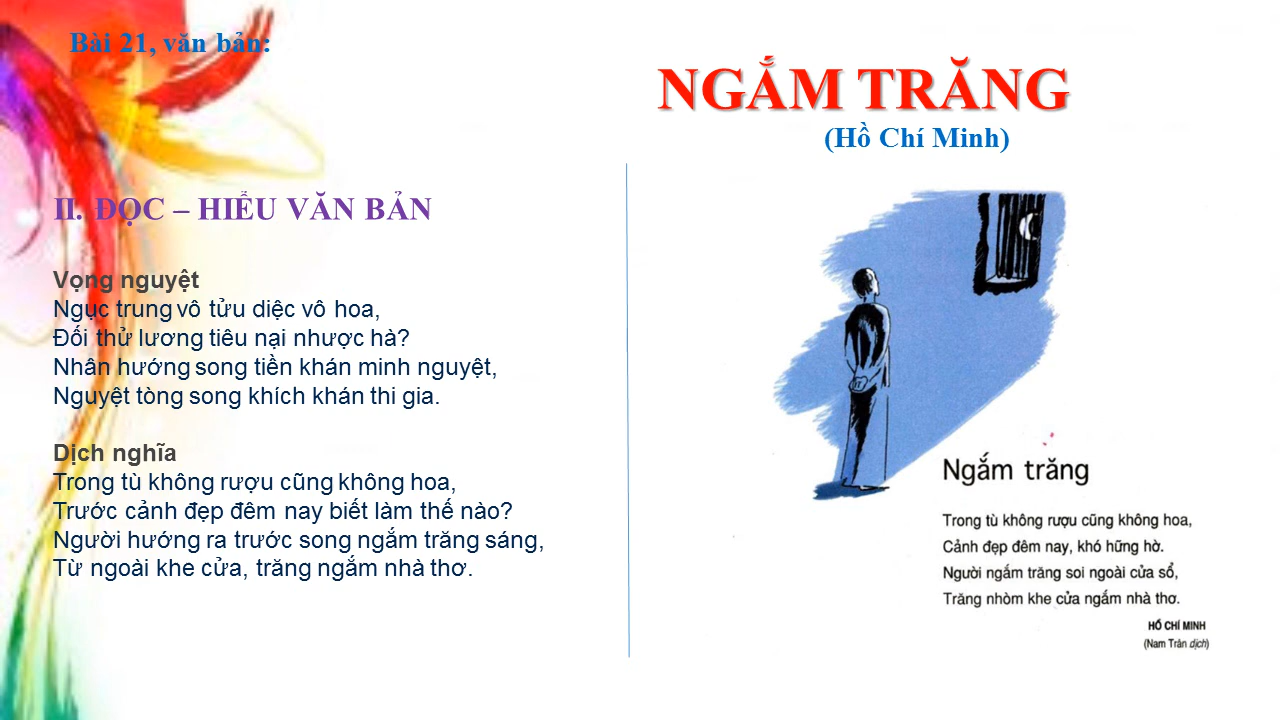 Bài 21, văn bản:
NGẮM TRĂNG
(Hồ Chí Minh)
II. ĐỌC – HIỂU VĂN BẢN
Vọng nguyệt
Ngục trung vô tửu diệc vô hoa,
Đối thử lương tiêu nại nhược hà?
Nhân hướng song tiền khán minh nguyệt,
Nguyệt tòng song khích khán thi gia.
Dịch nghĩa
Trong tù không rượu cũng không hoa,
Trước cảnh đẹp đêm nay biết làm thế nào?
Người hướng ra trước song ngắm trăng sáng,
Từ ngoài khe cửa, trăng ngắm nhà thơ.
Ngắm trăng
Trong tù không rượu cũng không hoa,
Cảnh đẹp đêm nay, khó hững hờ.
Người ngắm trăng soi ngoài cửa sổ,
Trăng nhòm khe cửa ngắm nhà thơ.
HỒ CHÍ MINH
(Nam Trân dịch)